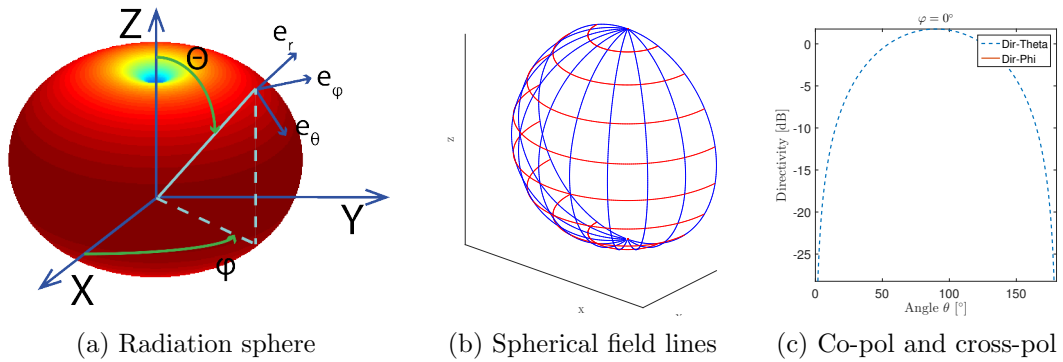 Z
Θ
e_r
e_φ
e_θ
Y
X
φ
z
x
φ = 0°
Dir-Theta
Dir-Phi
0
-5
-10
-15
-20
-25
Directivity [dB]
0
50
100
150
Angle θ [°]
(a) Radiation sphere
(b) Spherical field lines
(c) Co-pol and cross-pol